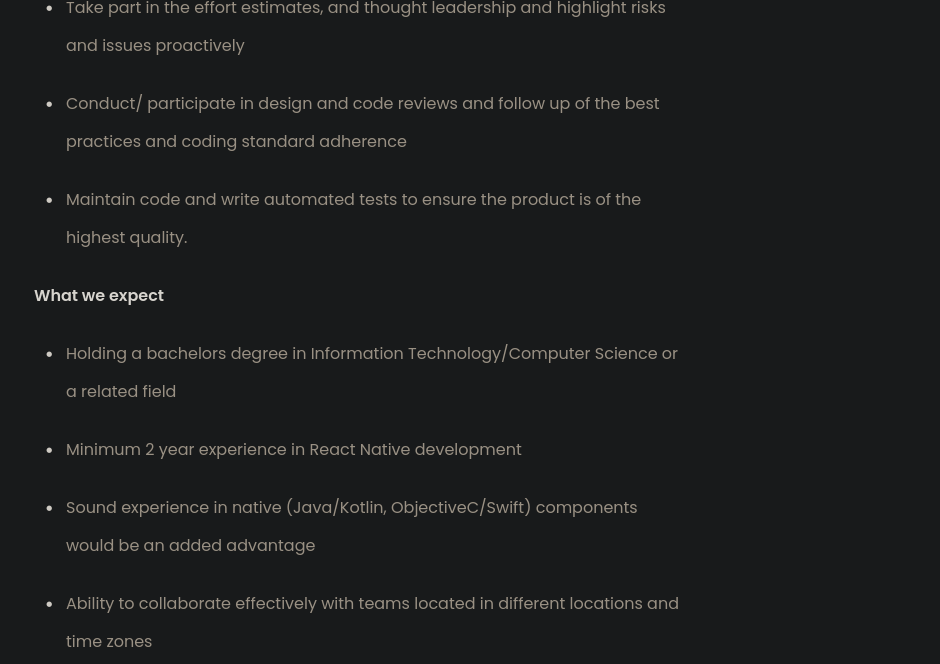 Take part in the effort estimates, and thought leadership and highlight risks
and issues proactively
Conduct/ participate in design and code reviews and follow up of the best
practices and coding standard adherence
Maintain code and write automated tests to ensure the product is of the
highest quality.
What we expect
Holding a bachelors degree in Information Technology/Computer Science or
a related field
Minimum 2 year experience in React Native development
Sound experience in native (Java/Kotlin, ObjectiveC/Swift) components
would be an added advantage
Ability to collaborate effectively with teams located in different locations and
time zones